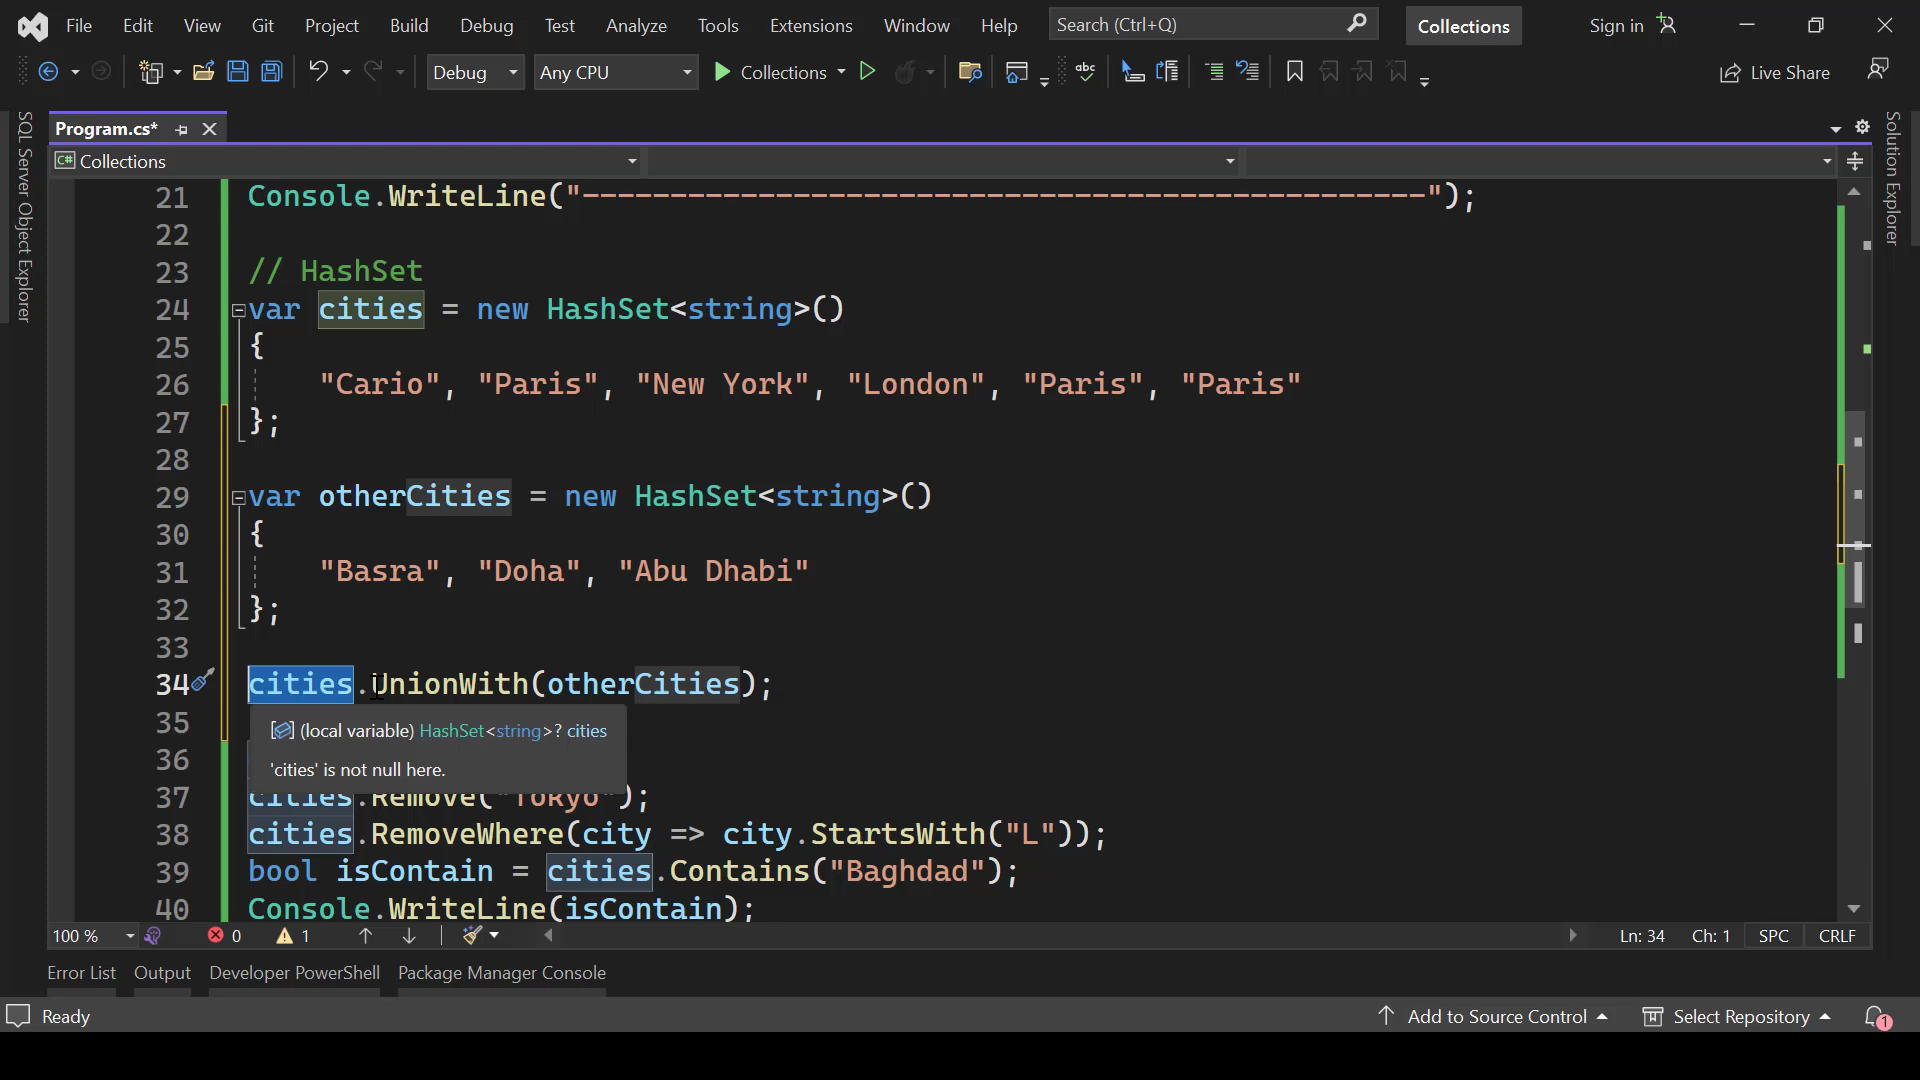 File Edit View Git Project Build Debug Test Analyze Tools Extensions Window Help Search (Ctrl+Q) Collections Sign in
Debug Any CPU Collections Live Share
SQL Server Object Explorer
Program.cs*
Solution Explorer
C# Collections
21 Console.WriteLine("------------------------------------------------");
22
23 // HashSet
24 var cities = new HashSet<string>()
25 {
26 "Cario", "Paris", "New York", "London", "Paris", "Paris"
27 };
28
29 var otherCities = new HashSet<string>()
30 {
31 "Basra", "Doha", "Abu Dhabi"
32 };
33
34 cities.UnionWith(otherCities);
35 (local variable) HashSet<string>? cities
36 'cities' is not null here.
37 cities.Remove("Tokyo");
38 cities.RemoveWhere(city => city.StartsWith("L"));
39 bool isContain = cities.Contains("Baghdad");
40 Console.WriteLine(isContain);
100 % 0 1 Ln: 34 Ch: 1 SPC CRLF
Error List Output Developer PowerShell Package Manager Console
Ready Add to Source Control Select Repository 1